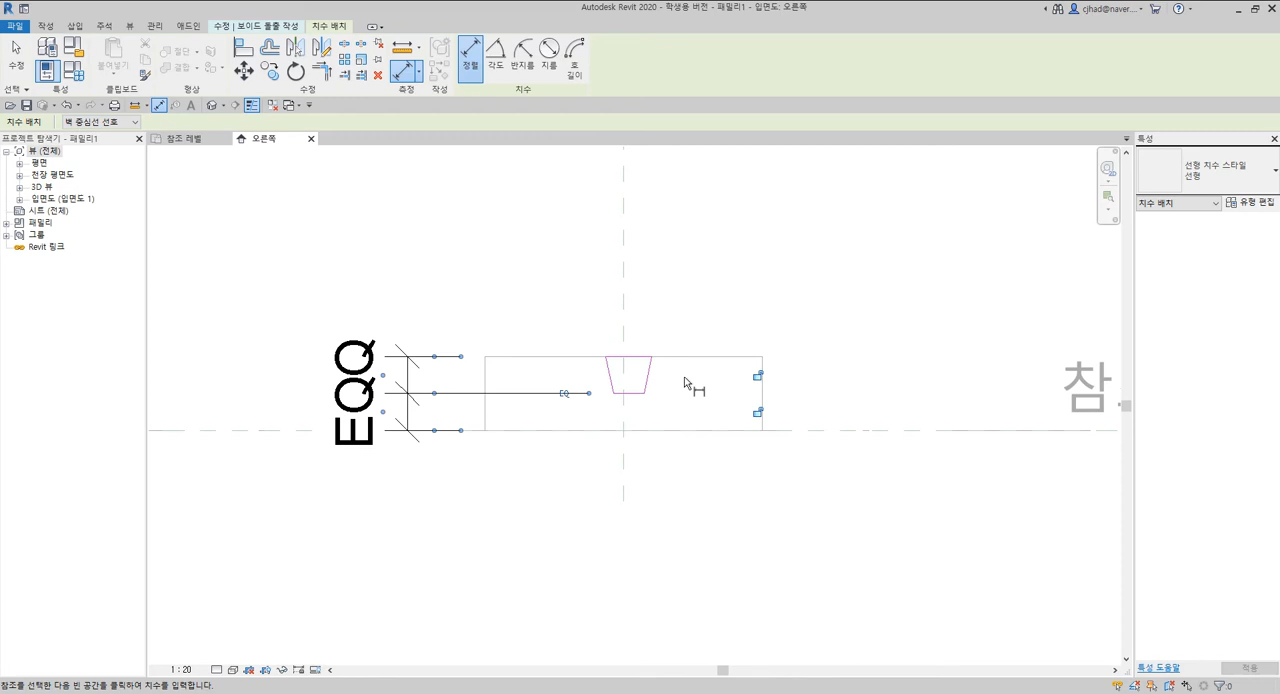 Autodesk Revit 2020 - 학생용 버전 - 패밀리1 - 입면도: 오른쪽
cjhad@naver....
파일 작성 삽입 주석 뷰 관리 애드인 수정 | 보이드 돌출 작성 치수 배치
수정 붙여넣기 절단 결합 정렬 각도 반지름 지름 호 길이
선택 특성 클립보드 형상 수정 측정 작성 치수
치수 배치 벽 중심선 선호
프로젝트 탐색기 - 패밀리1
참조 레벨 오른쪽
특성
뷰 (전체)
평면
천장 평면도
3D 뷰
입면도 (입면도 1)
시트 (전체)
패밀리
그룹
Revit 링크
선형 치수 스타일
선형
치수 배치 유형 편집
2D
EQ
EQ
참
1 : 20
특성 도움말 적용
참조를 선택한 다음 빈 공간을 클릭하여 치수를 입력합니다.
:0